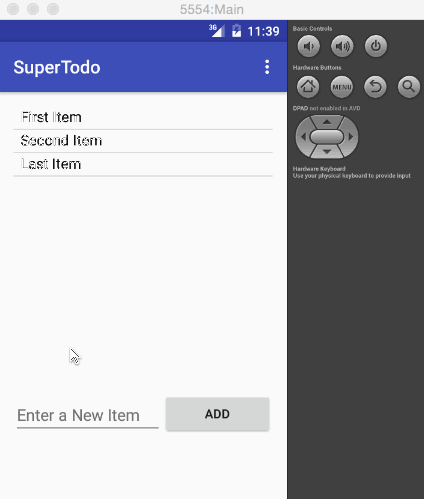 5554:Main
3G 11:39
SuperTodo
First Item
Second Item
Last Item
Enter a New Item
ADD
Basic Controls
Hardware Buttons
MENU
DPAD not enabled in AVD
Hardware Keyboard
Use your physical keyboard to provide input